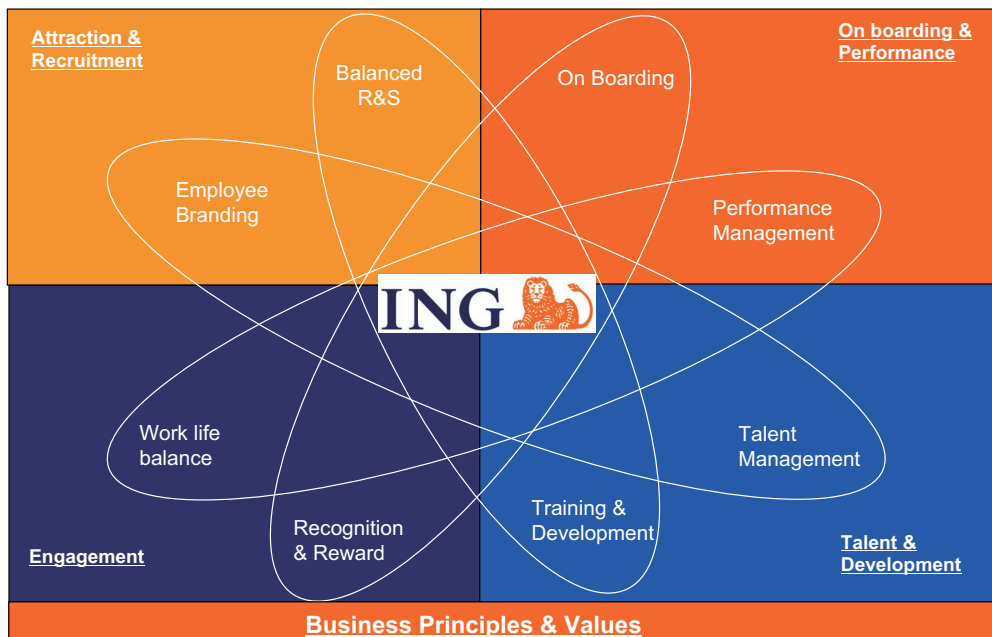 Attraction &
Recruitment
Balanced
R&S
On Boarding
On boarding &
Performance
Employee
Branding
Performance
Management
ING
Work life
balance
Talent
Management
Recognition
& Reward
Training &
Development
Engagement
Talent &
Development
Business Principles & Values